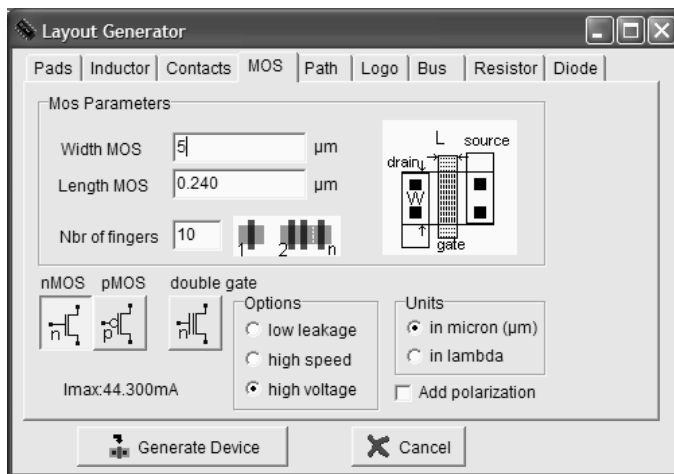 Layout Generator
Pads Inductor Contacts MOS Path Logo Bus Resistor Diode
Mos Parameters
Width MOS 5 µm
Length MOS 0.240 µm
Nbr of fingers 10
1 2 n
L source
drain
W
gate
nMOS pMOS double gate
n p n
Imax:44.300mA
Options
low leakage
high speed
high voltage
Units
in micron (µm)
in lambda
Add polarization
Generate Device Cancel